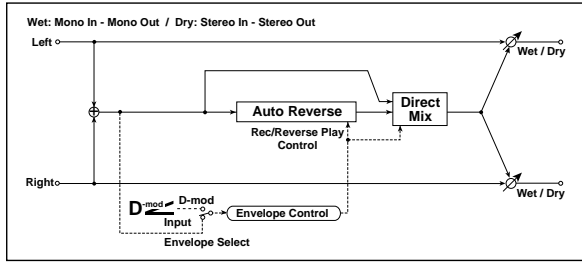 Wet: Mono In - Mono Out / Dry: Stereo In - Stereo Out
Left
Wet / Dry
Auto Reverse
Direct
Mix
Rec/Reverse Play
Control
Right
Wet / Dry
D-mod
D-mod
Input
Envelope Control
Envelope Select